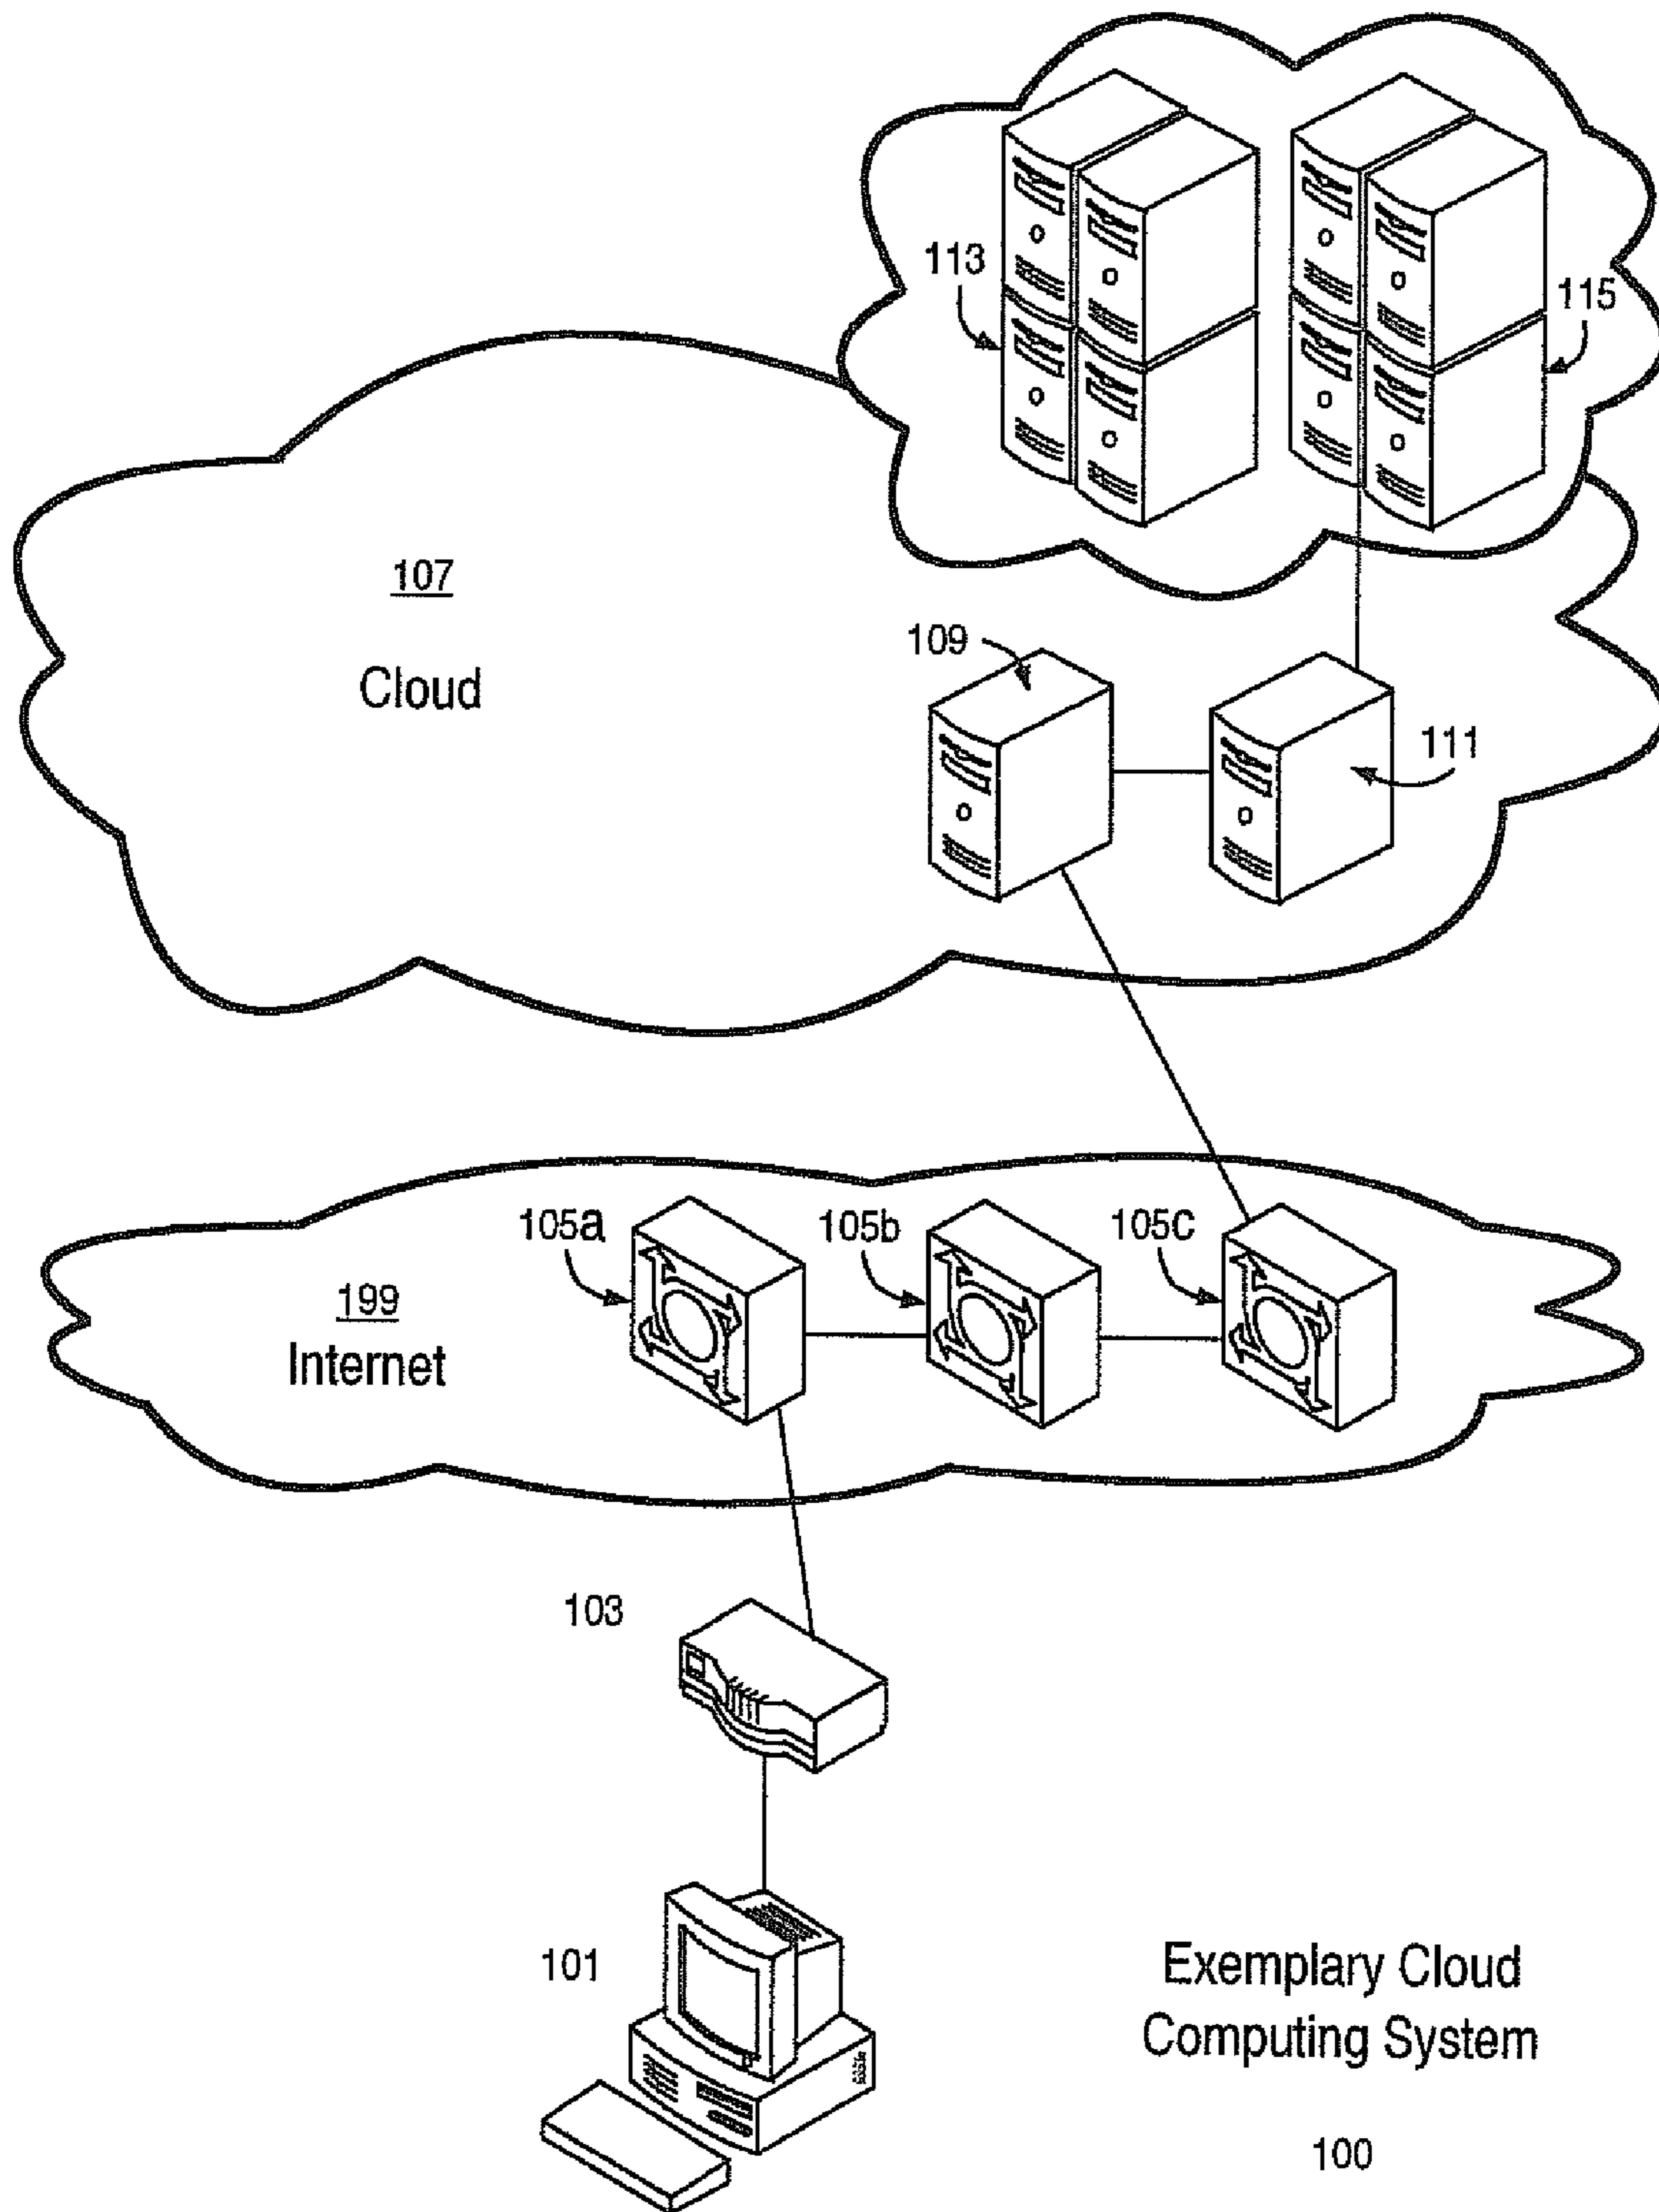 113
115
107
Cloud
109
111
105a
105b
105c
199
Internet
103
101
Exemplary Cloud
Computing System
100